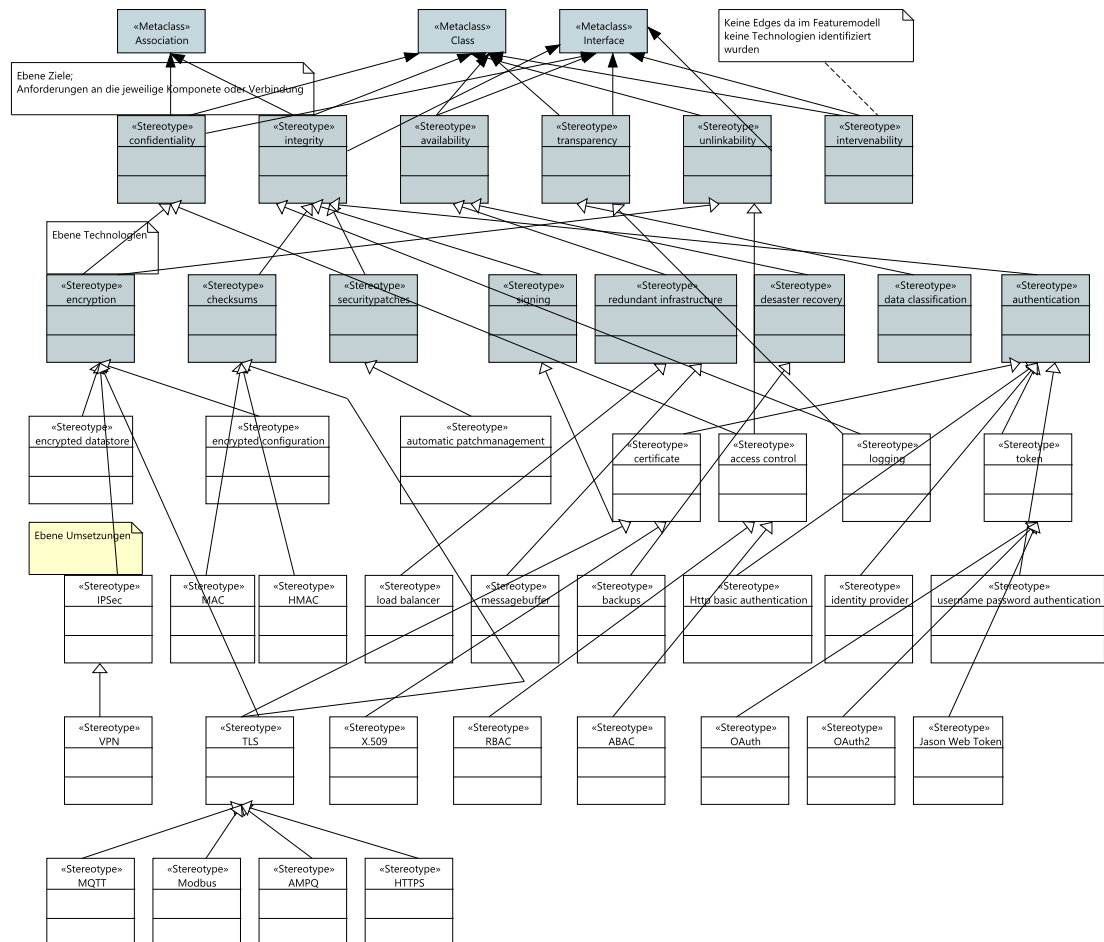 «Metaclass»
Association
«Metaclass»
Class
«Metaclass»
Interface
Keine Edges da im Featuremodell
keine Technologien identifiziert
wurden
Ebene Ziele;
Anforderungen an die jeweilige Komponete oder Verbindung
«Stereotype»
confidentiality
«Stereotype»
integrity
«Stereotype»
availability
«Stereotype»
transparency
«Stereotype»
unlinkability
«Stereotype»
intervenability
Ebene Technologien
«Stereotype»
encryption
«Stereotype»
checksums
«Stereotype»
securitypatches
«Stereotype»
signing
«Stereotype»
redundant infrastructure
«Stereotype»
desaster recovery
«Stereotype»
data classification
«Stereotype»
authentication
«Stereotype»
encrypted datastore
«Stereotype»
encrypted configuration
«Stereotype»
automatic patchmanagement
«Stereotype»
certificate
«Stereotype»
access control
«Stereotype»
logging
«Stereotype»
token
Ebene Umsetzungen
«Stereotype»
IPSec
«Stereotype»
MAC
«Stereotype»
HMAC
«Stereotype»
load balancer
«Stereotype»
messagebuffer
«Stereotype»
backups
«Stereotype»
Http basic authentication
«Stereotype»
identity provider
«Stereotype»
username password authentication
«Stereotype»
VPN
«Stereotype»
TLS
«Stereotype»
X.509
«Stereotype»
RBAC
«Stereotype»
ABAC
«Stereotype»
OAuth
«Stereotype»
OAuth2
«Stereotype»
Jason Web Token
«Stereotype»
MQTT
«Stereotype»
Modbus
«Stereotype»
AMPQ
«Stereotype»
HTTPS